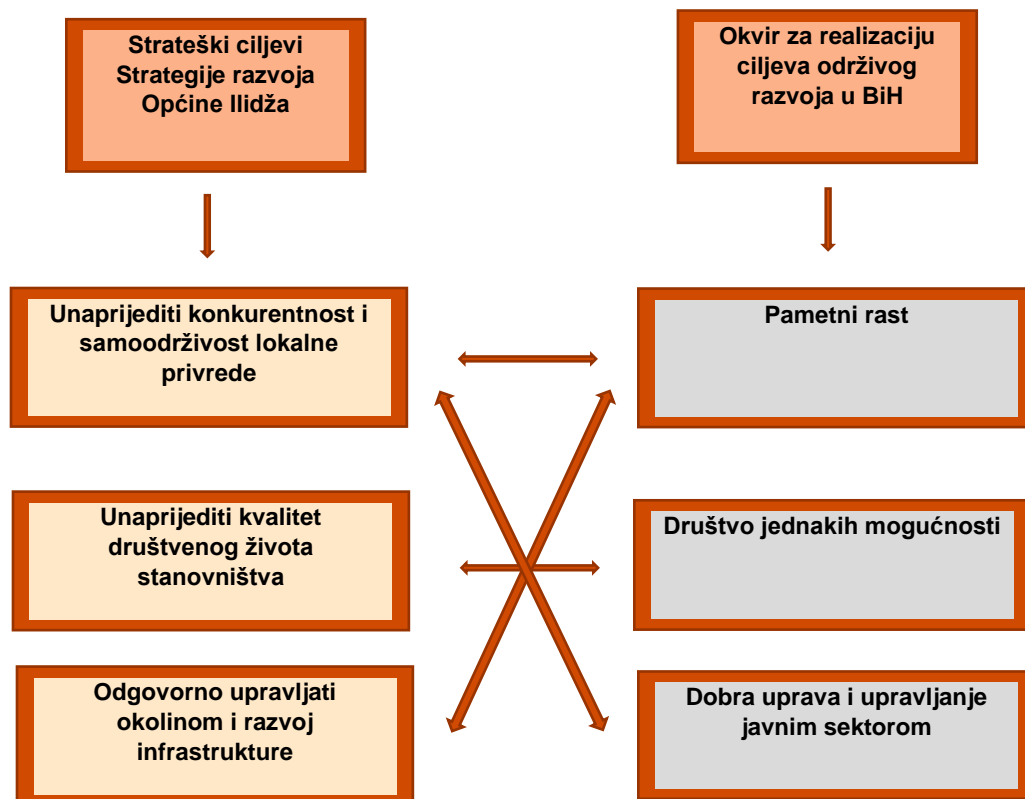 Strateški ciljevi
Strategije razvoja
Općine Ilidža
Okvir za realizaciju
ciljeva održivog
razvoja u BiH
Unaprijediti konkurentnost i
samoodrživost lokalne
privrede
Pametni rast
Unaprijediti kvalitet
društvenog života
stanovništva
Društvo jednakih mogućnosti
Odgovorno upravljati
okolinom i razvoj
infrastrukture
Dobra uprava i upravljanje
javnim sektorom